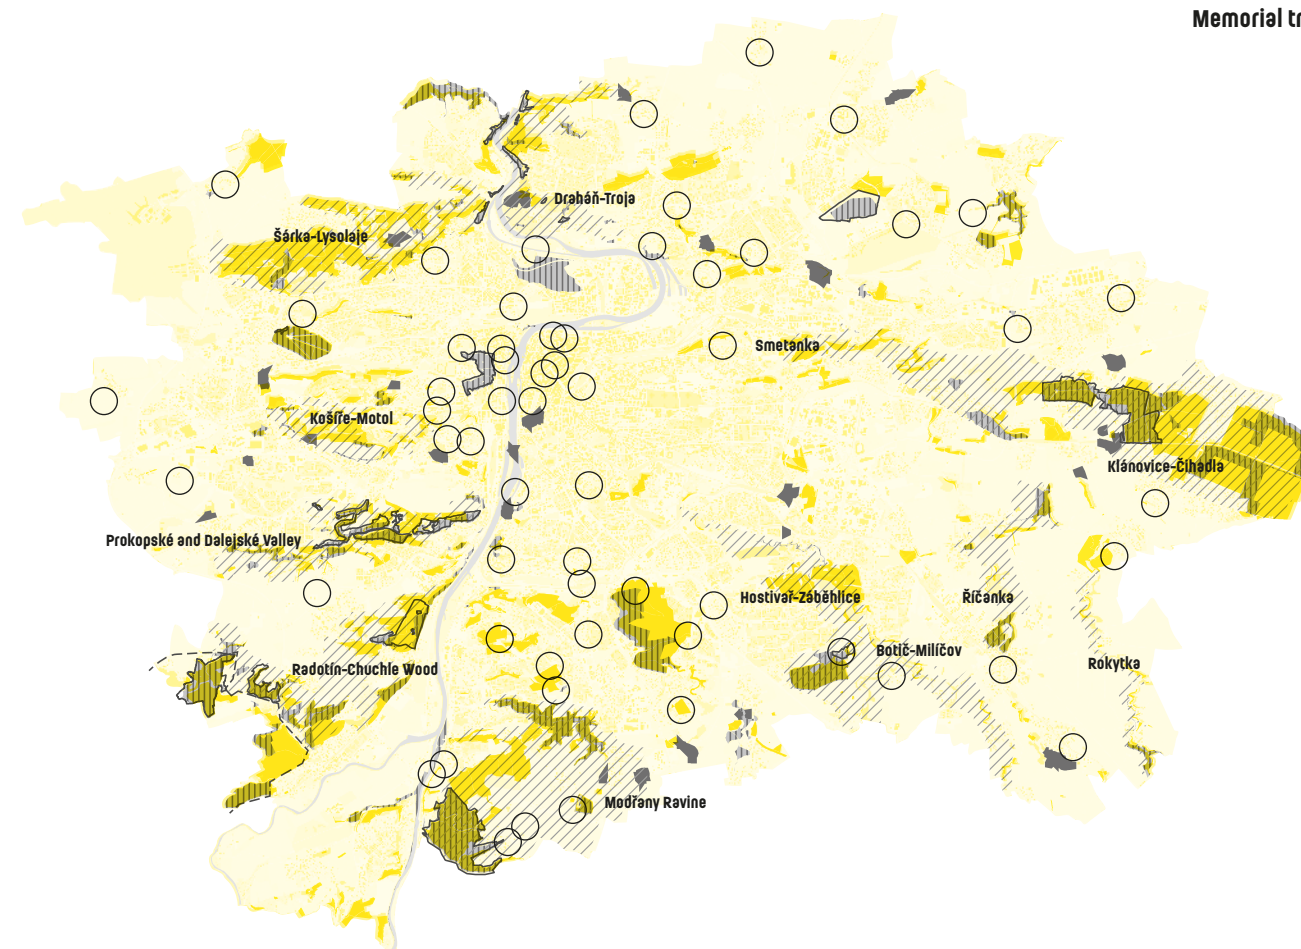 Memorial tr
Draháň-Troja
Šárka-Lysolaje
Smetanka
Košíře-Motol
Klánovice-Čihadla
Prokopské and Dalejské Valley
Hostivař-Záběhlice
Říčanka
Botič-Milíčov
Radotín-Chuchle Wood
Rokytka
Modřany Ravine